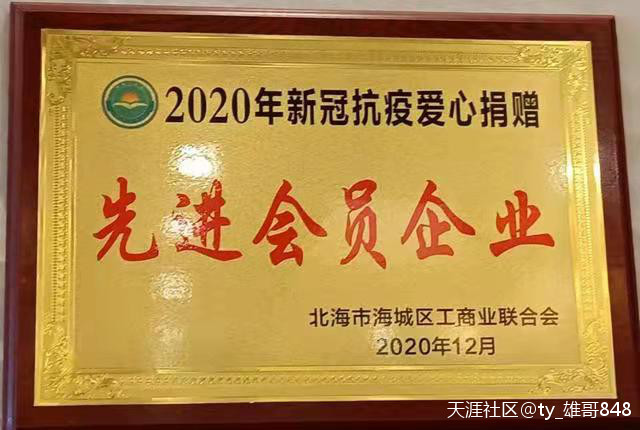 2020年新冠抗疫爱心捐赠
先进会员企业
北海市海城区工商业联合会
2020年12月
天涯社区@ty_雄哥848